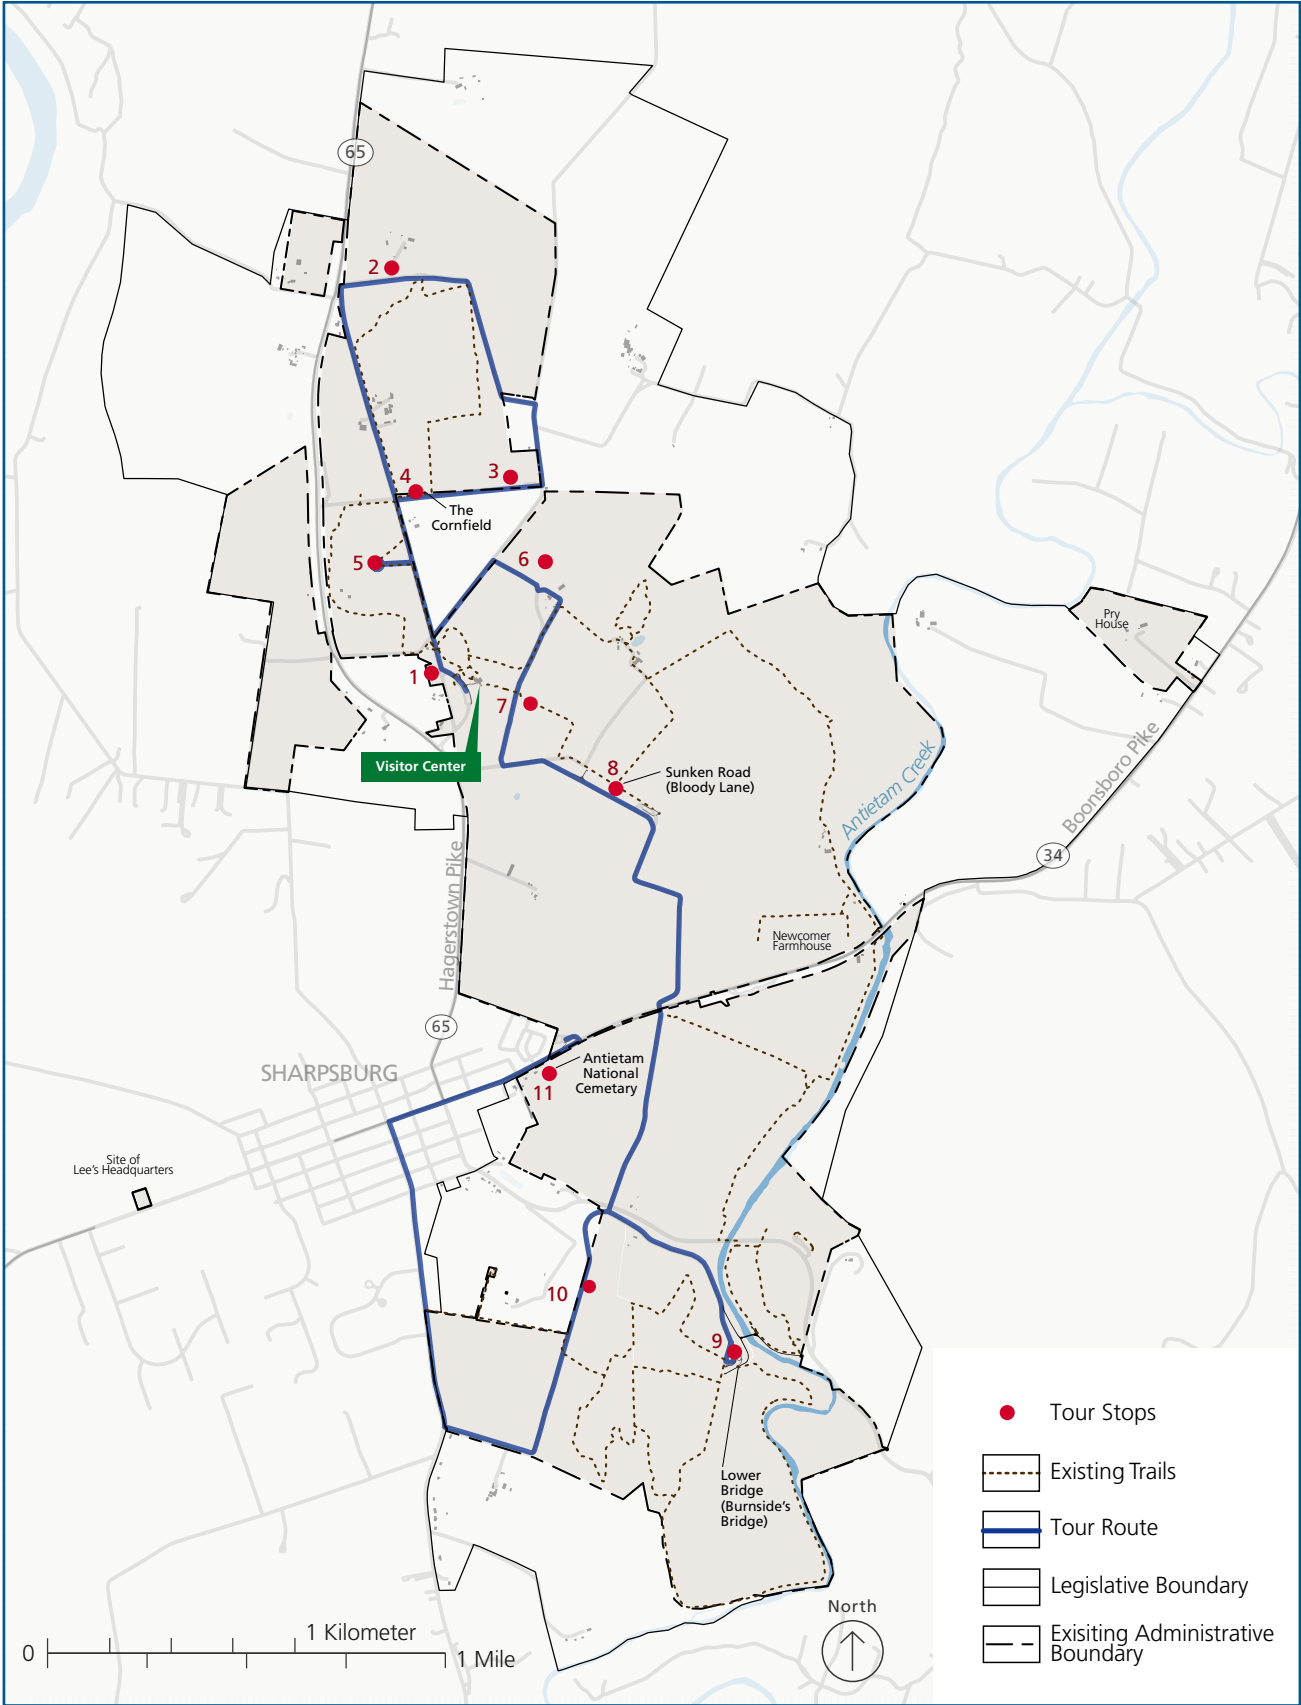 65
2
4
3
The
Cornfield
5
6
Pry
House
1
7
Visitor Center
8
Sunken Road
(Bloody Lane)
Antietam Creek
Boonsboro Pike
34
Hagerstown Pike
Newcomer
Farmhouse
65
SHARPSBURG
Antietam
National
Cemetary
11
Site of
Lee's Headquarters
10
9
Lower
Bridge
(Burnside's
Bridge)
Tour Stops
Existing Trails
Tour Route
Legislative Boundary
Exisiting Administrative
Boundary
North
0
1 Kilometer
1 Mile